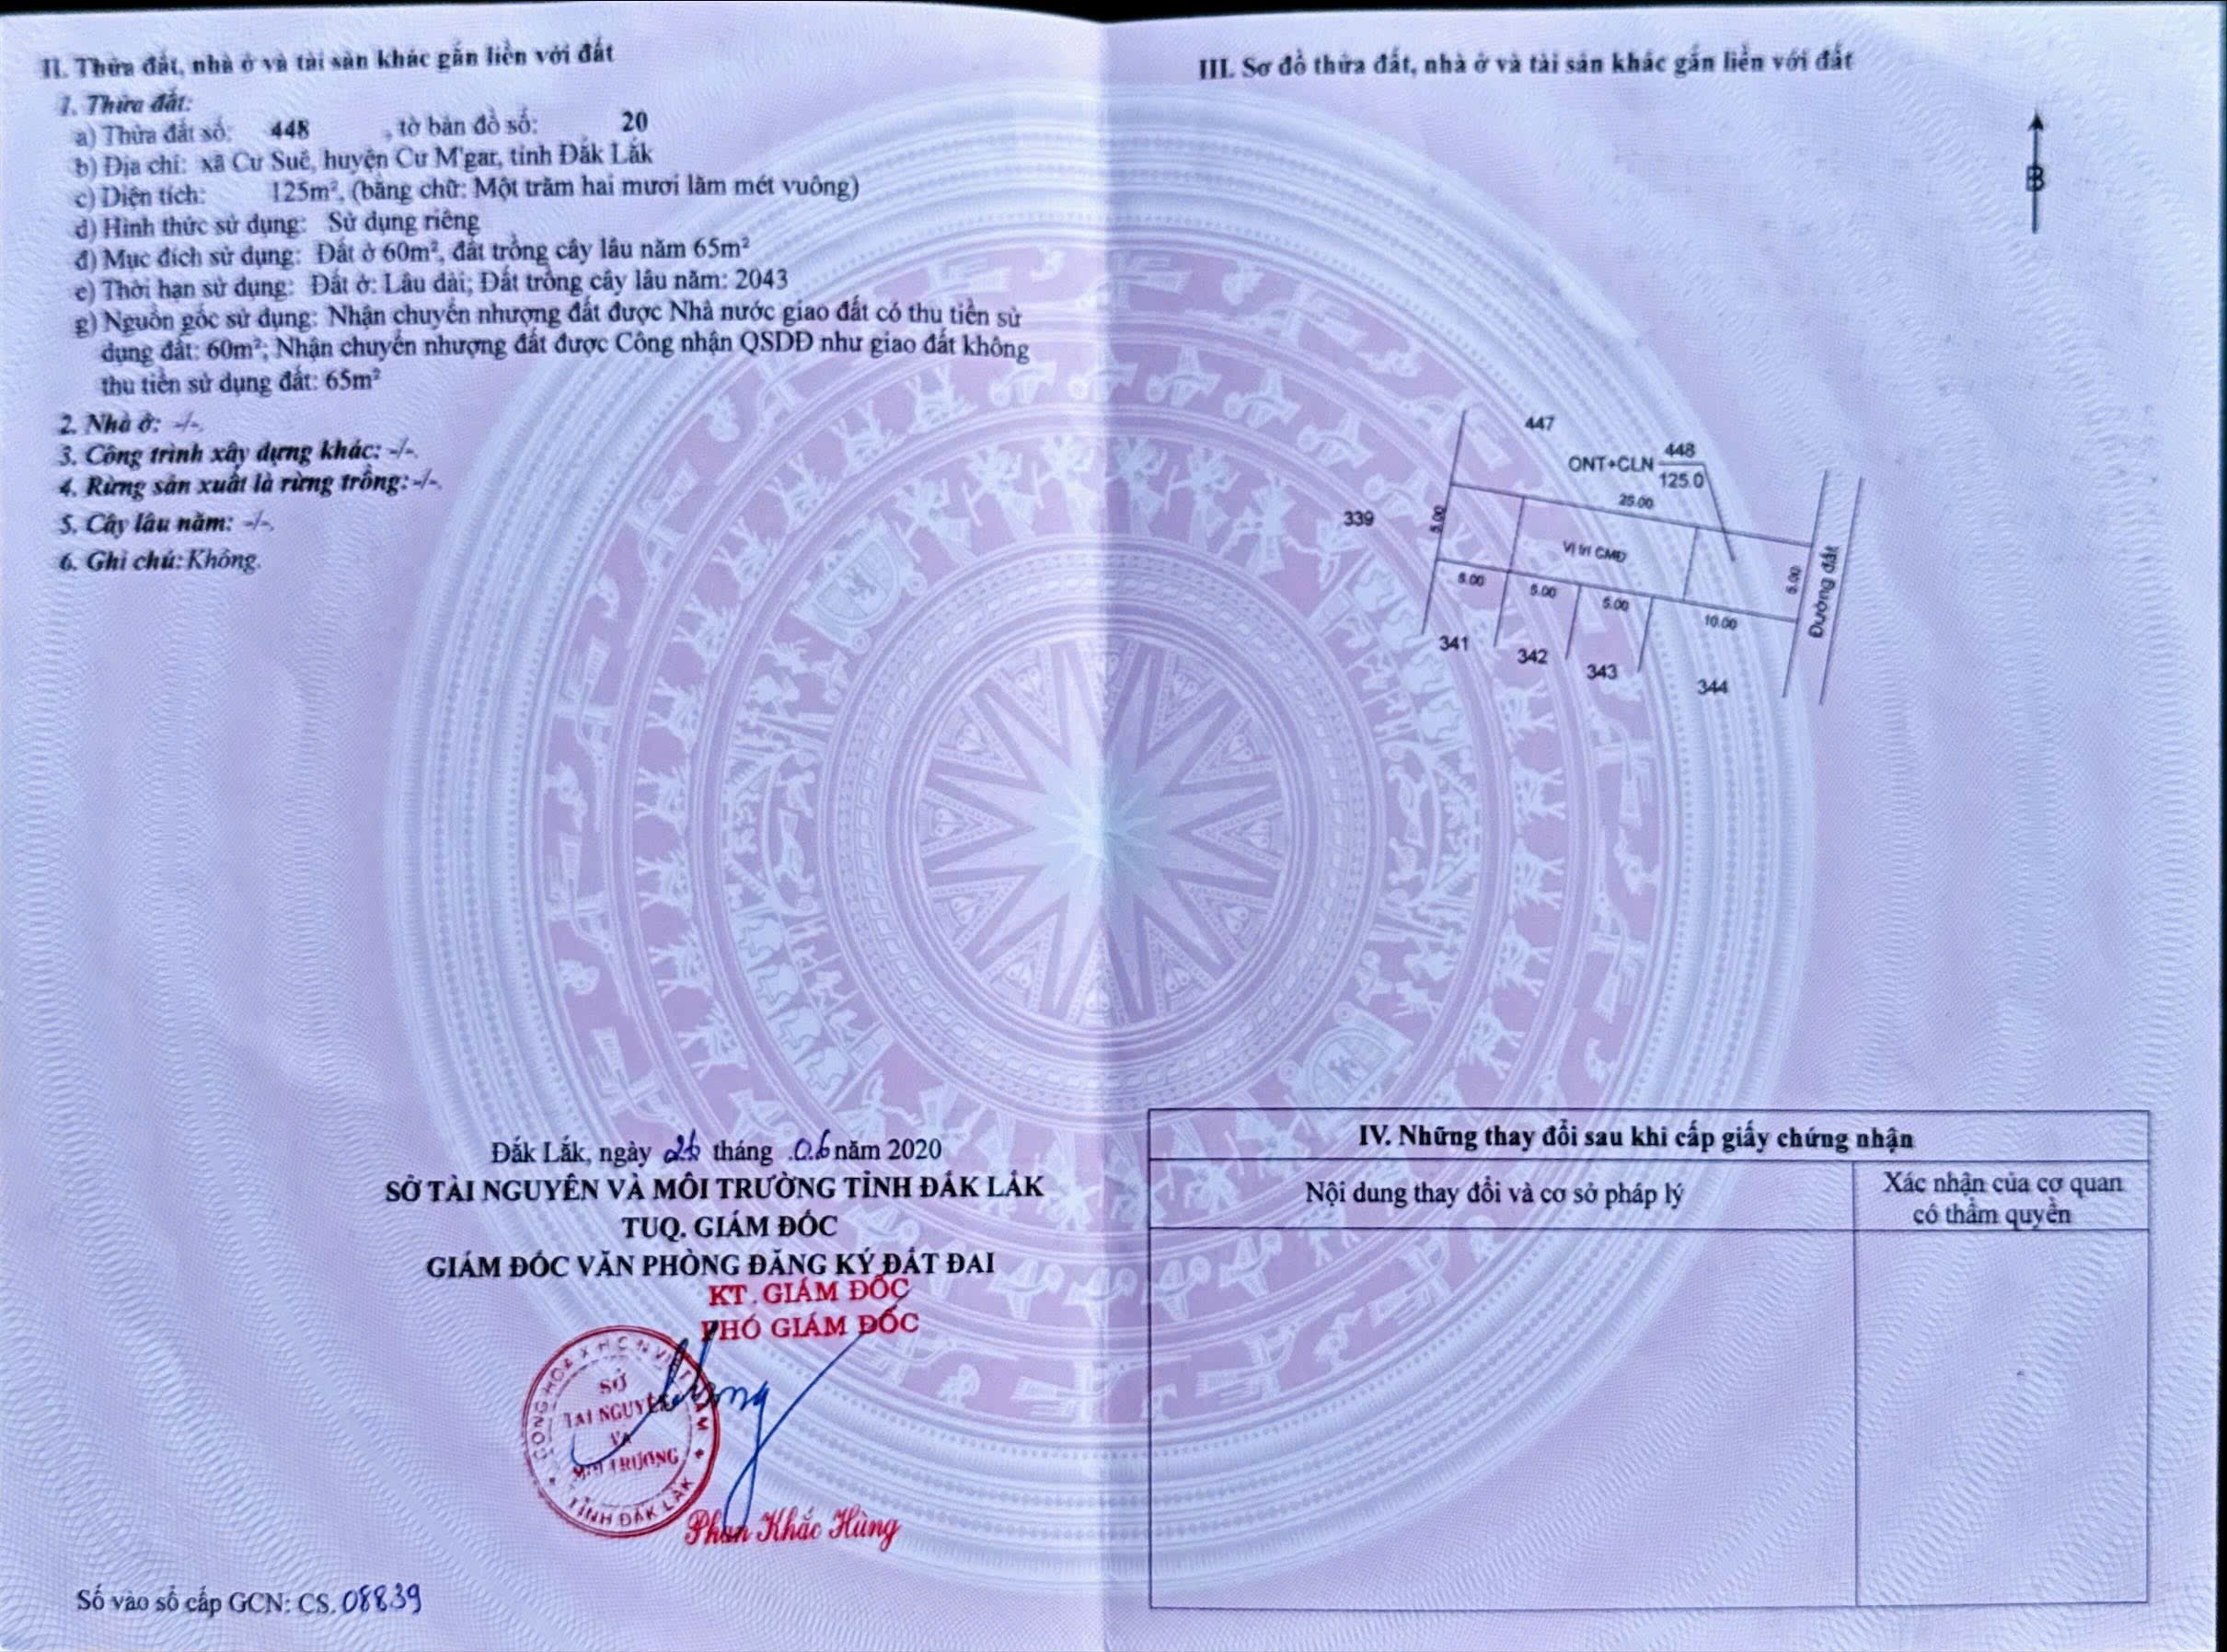 II. Thửa đất, nhà ở và tài sản khác gắn liền với đất
1. Thửa đất:
a) Thửa đất số: 448 , tờ bản đồ số: 20
b) Địa chỉ: xã Cư Suê, huyện Cư M'gar, tỉnh Đắk Lắk
c) Diện tích: 125m², (bằng chữ: Một trăm hai mươi lăm mét vuông)
d) Hình thức sử dụng: Sử dụng riêng
đ) Mục đích sử dụng: Đất ở 60m², đất trồng cây lâu năm 65m²
e) Thời hạn sử dụng: Đất ở: Lâu dài; Đất trồng cây lâu năm: 2043
g) Nguồn gốc sử dụng: Nhận chuyển nhượng đất được Nhà nước giao đất có thu tiền sử
dụng đất: 60m²; Nhận chuyển nhượng đất được Công nhận QSDĐ như giao đất không
thu tiền sử dụng đất: 65m²
2. Nhà ở: -/-.
3. Công trình xây dựng khác: -/-.
4. Rừng sản xuất là rừng trồng: -/-.
5. Cây lâu năm: -/-.
6. Ghi chú: Không.
Đắk Lắk, ngày 26 tháng .06 năm 2020
SỞ TÀI NGUYÊN VÀ MÔI TRƯỜNG TỈNH ĐẮK LẮK
TUQ. GIÁM ĐỐC
GIÁM ĐỐC VĂN PHÒNG ĐĂNG KÝ ĐẤT ĐAI
KT. GIÁM ĐỐC
PHÓ GIÁM ĐỐC
CỘNG HÒA X H C N VIỆT NAM
SỞ
TÀI NGUYÊN
VÀ
MÔI TRƯỜNG
TỈNH ĐẮK LẮK
Phan Khắc Hùng
Số vào sổ cấp GCN: CS. 08839
III. Sơ đồ thửa đất, nhà ở và tài sản khác gắn liền với đất
B
447
ONT+CLN 448
125.0
25.00
339
5.00
Vị trí CMĐ
5.00
5.00
5.00
5.00
10.00
Đường đất
341
342
343
344
IV. Những thay đổi sau khi cấp giấy chứng nhận
Nội dung thay đổi và cơ sở pháp lý
Xác nhận của cơ quan
có thẩm quyền